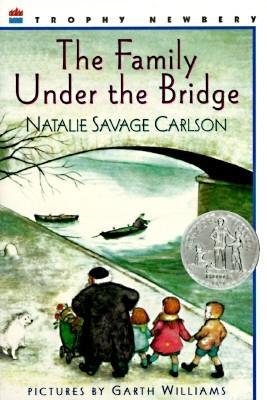 TROPHY NEWBERY
The Family
Under the Bridge
NATALIE SAVAGE CARLSON
PICTURES BY GARTH WILLIAMS